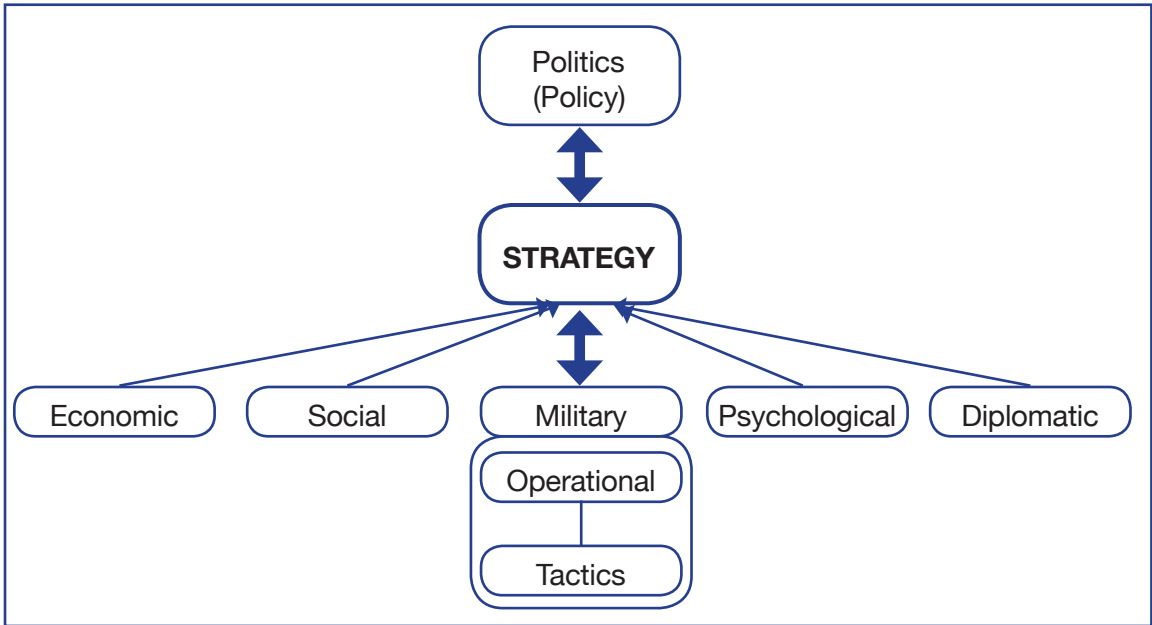 Politics
(Policy)
STRATEGY
Economic
Social
Military
Psychological
Diplomatic
Operational
Tactics